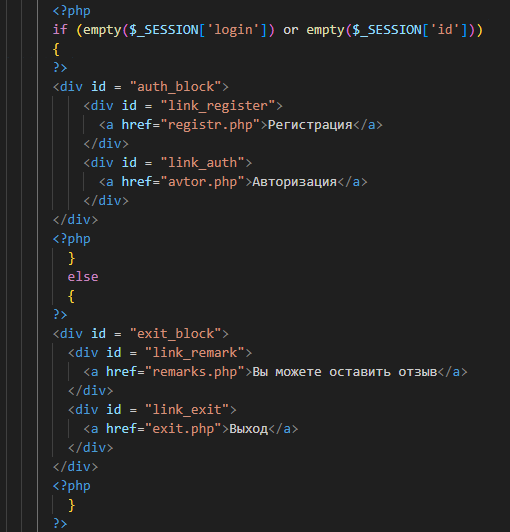 <?php
if (empty($_SESSION['login']) or empty($_SESSION['id']))
{
?>
<div id = "auth_block">
<div id = "link_register">
<a href="registr.php">Регистрация</a>
</div>
<div id = "link_auth">
<a href="avtor.php">Авторизация</a>
</div>
</div>
<?php
}
else
{
?>
<div id = "exit_block">
<div id = "link_remark">
<a href="remarks.php">Вы можете оставить отзыв</a>
</div>
<div id = "link_exit">
<a href="exit.php">Выход</a>
</div>
</div>
<?php
}
?>